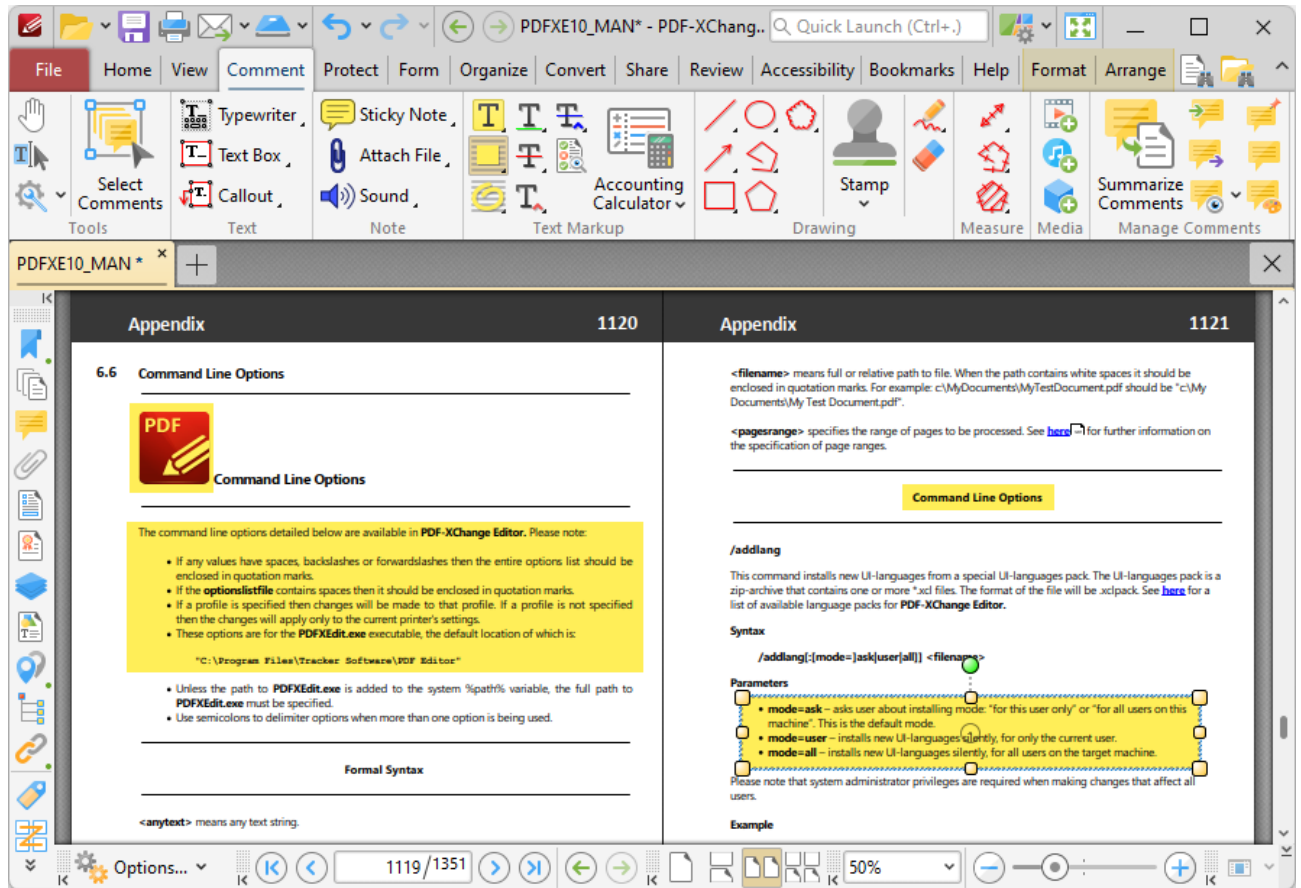 PDFXE10_MAN* - PDF-XChang.. Quick Launch (Ctrl+.)
File Home View Comment Protect Form Organize Convert Share Review Accessibility Bookmarks Help Format Arrange
Typewriter
Text Box
Callout
Sticky Note
Attach File
Sound
Select
Comments
Accounting
Calculator
Stamp
Summarize
Comments
Tools Text Note Text Markup Drawing Measure Media Manage Comments
PDFXE10_MAN *
Appendix 1120
6.6 Command Line Options
PDF
Command Line Options
The command line options detailed below are available in PDF-XChange Editor. Please note:
• If any values have spaces, backslashes or forwardslashes then the entire options list should be
enclosed in quotation marks.
• If the optionslistfile contains spaces then it should be enclosed in quotation marks.
• If a profile is specified then changes will be made to that profile. If a profile is not specified
then the changes will apply only to the current printer's settings.
• These options are for the PDFXEdit.exe executable, the default location of which is:
"C:\Program Files\Tracker Software\PDF Editor"
• Unless the path to PDFXEdit.exe is added to the system %path% variable, the full path to
PDFXEdit.exe must be specified.
• Use semicolons to delimiter options when more than one option is being used.
Formal Syntax
<anytext> means any text string.
Appendix 1121
<filename> means full or relative path to file. When the path contains white spaces it should be
enclosed in quotation marks. For example: c:\MyDocuments\MyTestDocument.pdf should be "c:\My
Documents\My Test Document.pdf".
<pagesrange> specifies the range of pages to be processed. See here for further information on
the specification of page ranges.
Command Line Options
/addlang
This command installs new UI-languages from a special UI-languages pack. The UI-languages pack is a
zip-archive that contains one or more *.xcl files. The format of the file will be .xclpack. See here for a
list of available language packs for PDF-XChange Editor.
Syntax
/addlang[:[mode=]ask|user|all]] <filename>
Parameters
• mode=ask – asks user about installing mode: "for this user only" or "for all users on this
machine". This is the default mode.
• mode=user – installs new UI-languages silently, for only the current user.
• mode=all – installs new UI-languages silently, for all users on the target machine.
Please note that system administrator privileges are required when making changes that affect all
users.
Example
Options... 1119/1351 50%